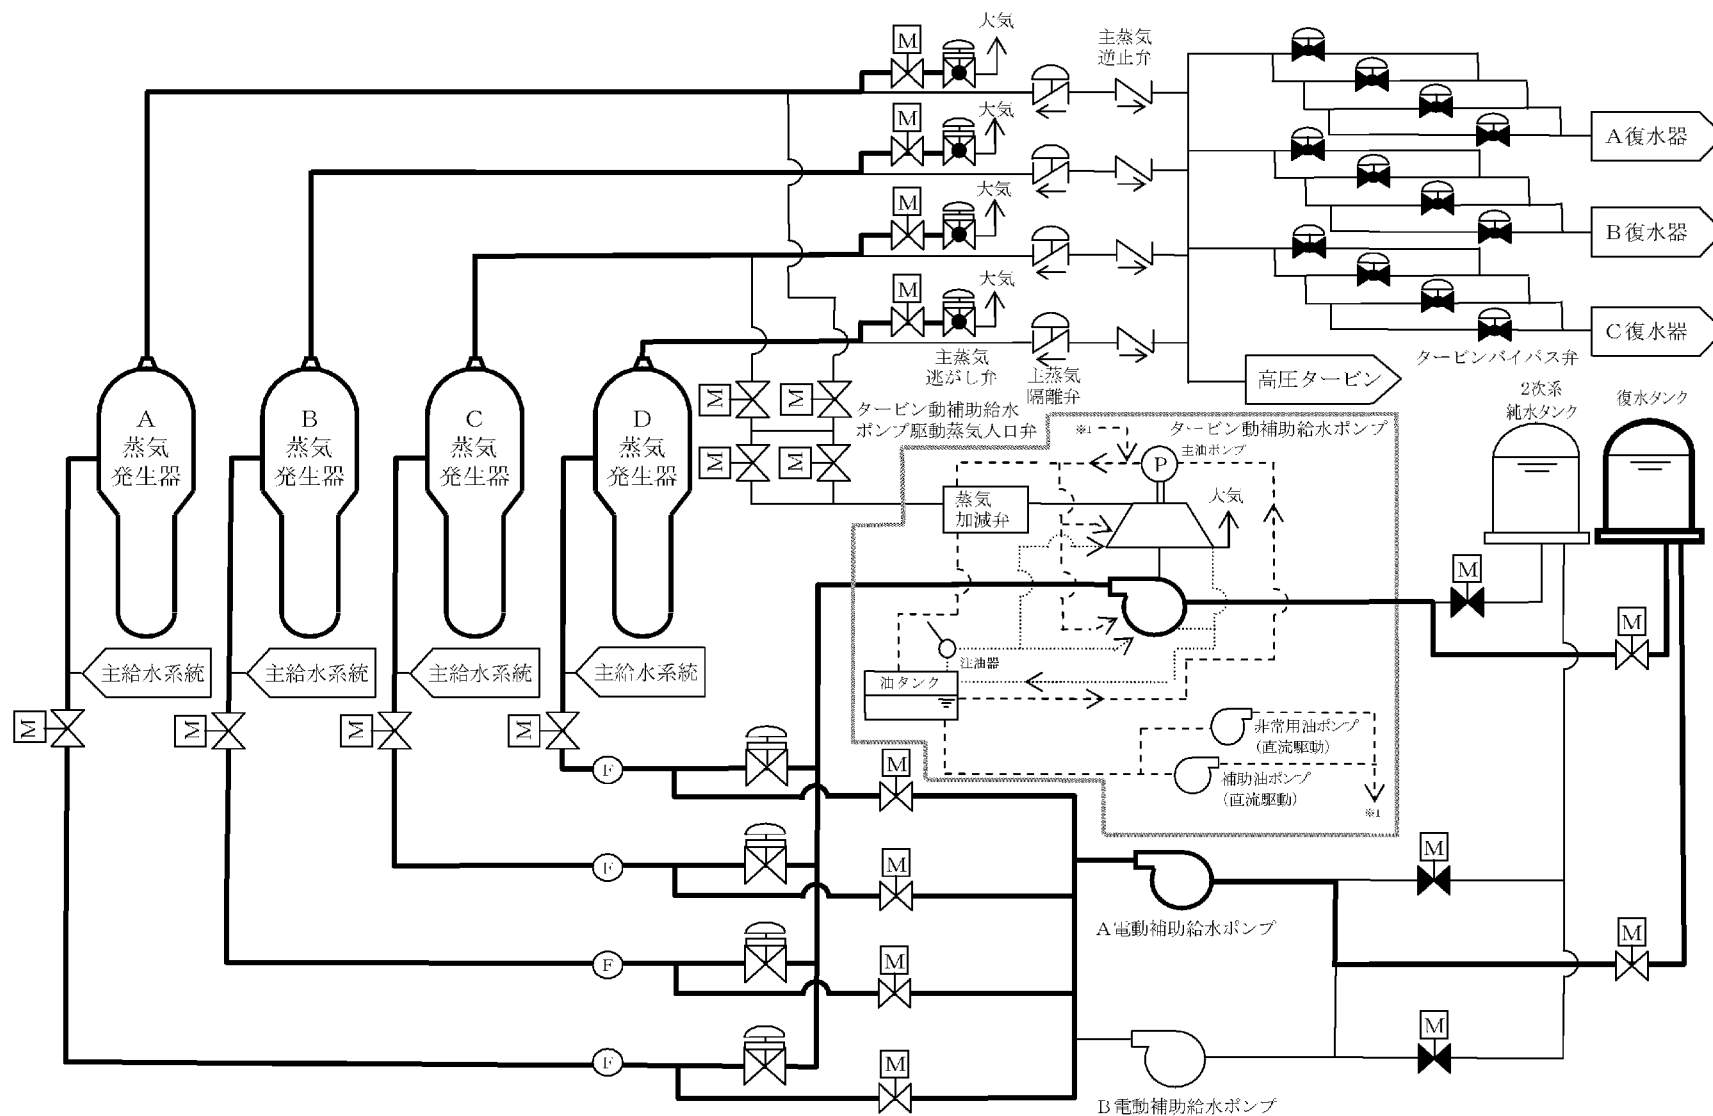 大気
M
主蒸気
逆止弁
大気
M
A復水器
大気
M
B復水器
大気
M
C復水器
主蒸気
逃がし弁
主蒸気
隔離弁
タービンバイパス弁
高圧タービン
2次系
純水タンク
復水タンク
M
M
タービン動補助給水
ポンプ駆動蒸気入口弁
タービン動補助給水ポンプ
※1
主油ポンプ
P
A
蒸気
発生器
B
蒸気
発生器
C
蒸気
発生器
D
蒸気
発生器
M
M
蒸気
加減弁
大気
M
M
注油器
油タンク
主給水系統
主給水系統
主給水系統
主給水系統
M
M
M
M
非常用油ポンプ
(直流駆動)
補助油ポンプ
(直流駆動)
※1
F
M
F
M
M
A電動補助給水ポンプ
F
M
M
F
M
M
B電動補助給水ポンプ